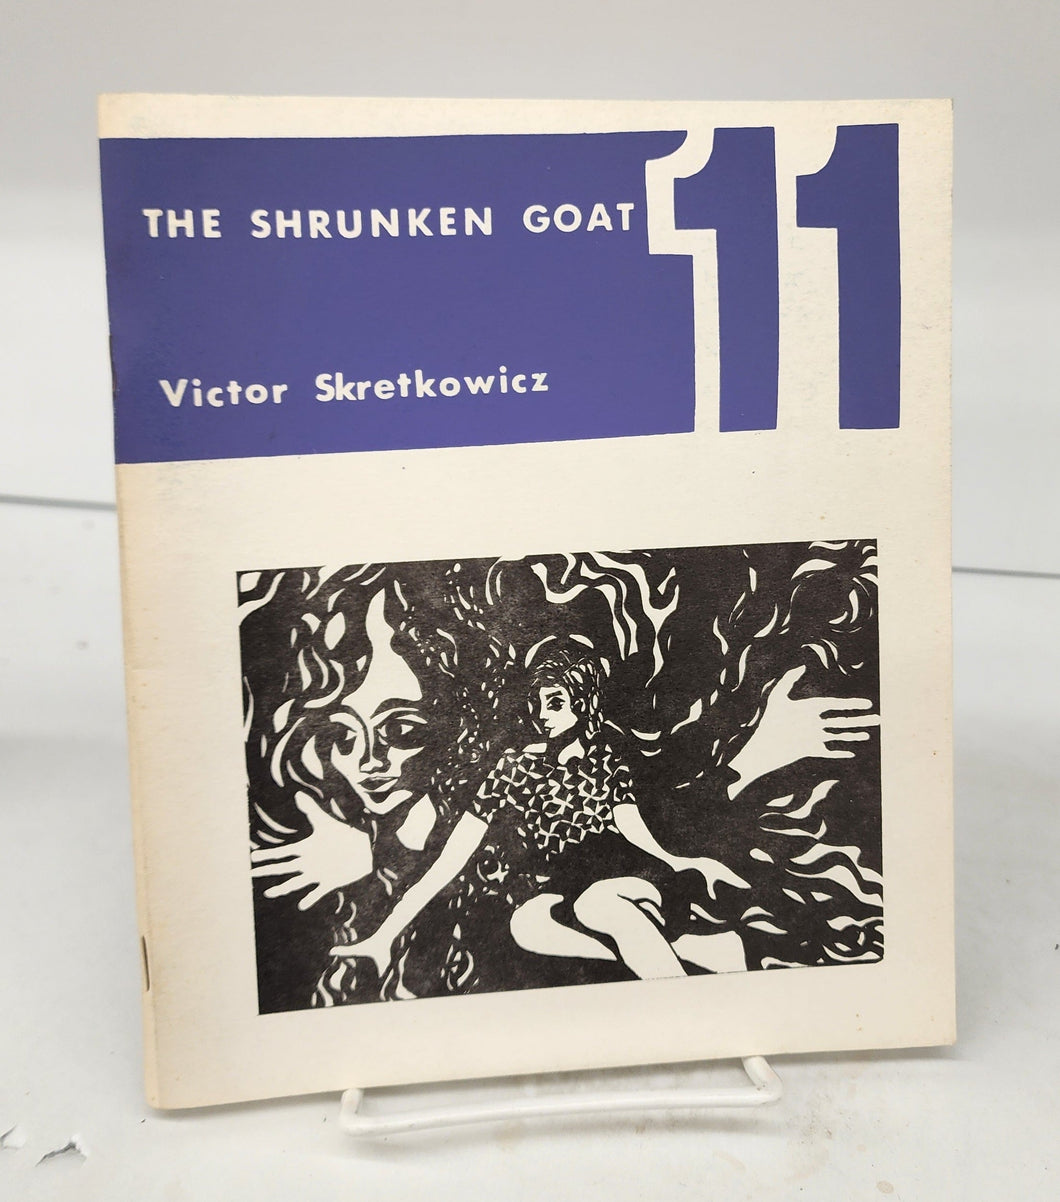 THE SHRUNKEN GOAT 11
Victor Skretkowicz